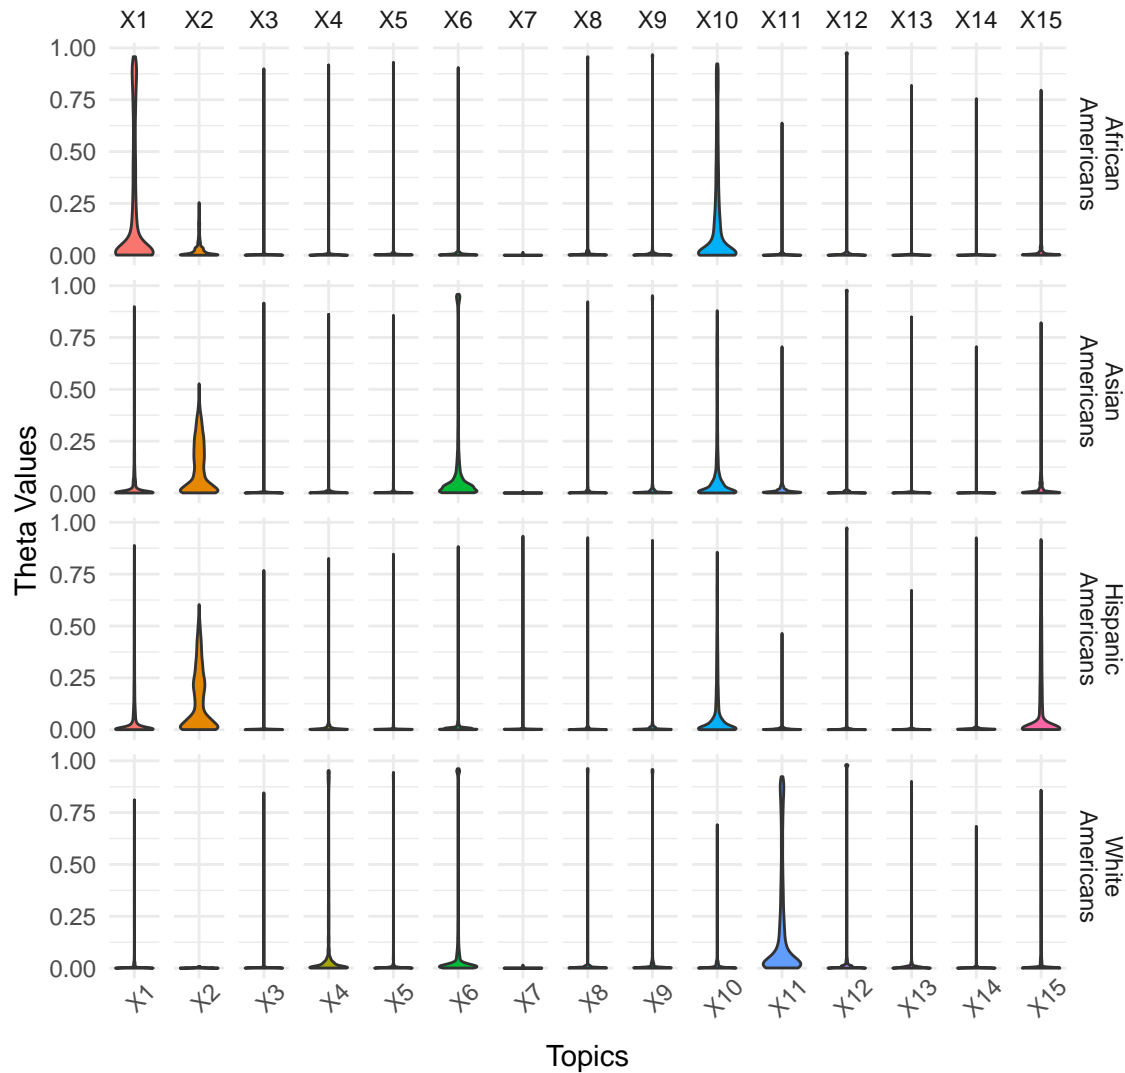 X1 X2 X3 X4 X5 X6 X7 X8 X9 X10 X11 X12 X13 X14 X15
1.00
0.75
0.50
0.25
0.00
African
Americans
1.00
0.75
0.50
0.25
0.00
Asian
Americans
1.00
0.75
0.50
0.25
0.00
Hispanic
Americans
1.00
0.75
0.50
0.25
0.00
White
Americans
Theta Values
X1 X2 X3 X4 X5 X6 X7 X8 X9 X10 X11 X12 X13 X14 X15
Topics